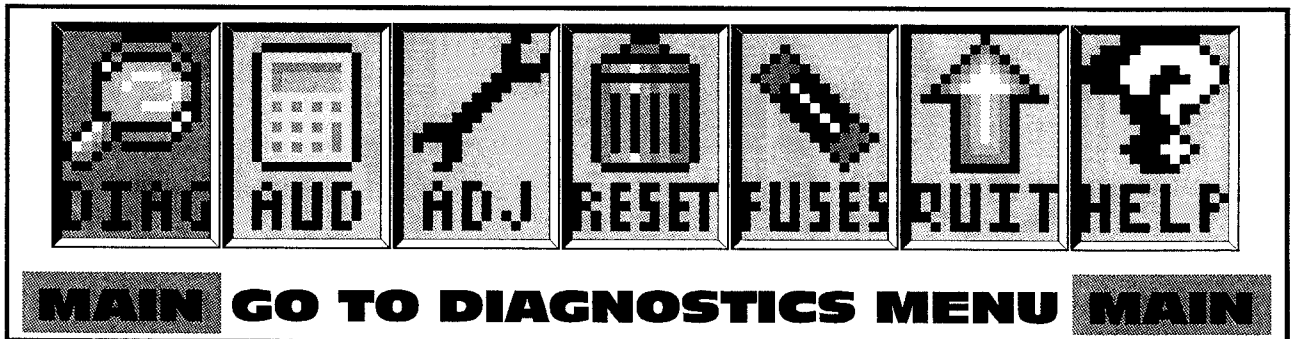 DIAG AUD ADJ RESET FUSES QUIT HELP
MAIN GO TO DIAGNOSTICS MENU MAIN